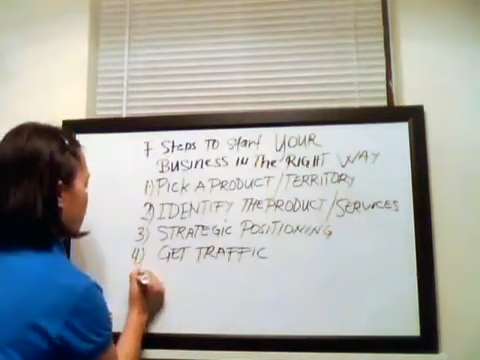 7 Steps To Start YOUR
BUSINESS IN The RIGHT WAY
1) PICK A PRODUCT/TERRITORY
2) IDENTIFY THE PRODUCT/SERVICES
3) STRATEGIC POSITIONING
4) GET TRAFFIC